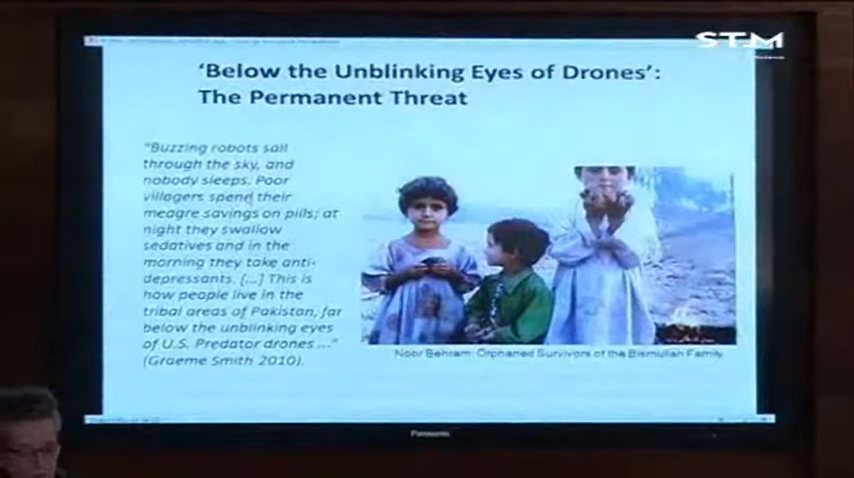 STM
'Below the Unblinking Eyes of Drones':
The Permanent Threat
"Buzzing robots sail
through the sky, and
nobody sleeps. Poor
villagers spend their
meagre savings on pills; at
night they swallow
sedatives and in the
morning they take anti-
depressants. [...] This is
how people live in the
tribal areas of Pakistan, far
below the unblinking eyes
of U.S. Predator drones ..."
(Graeme Smith 2010).
Noor Behram: Orphaned Survivors of the Bismullah Family
Panasonic